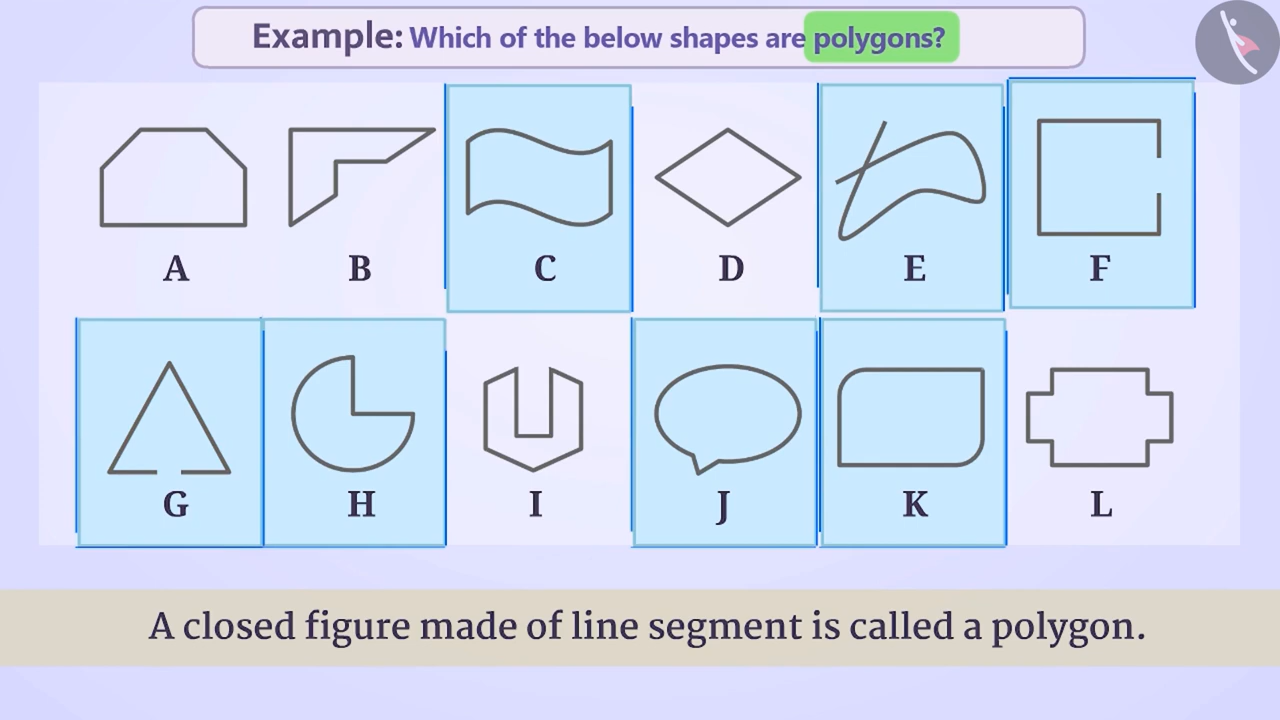 Example: Which of the below shapes are polygons?
A B C D E F
G H I J K L
A closed figure made of line segment is called a polygon.